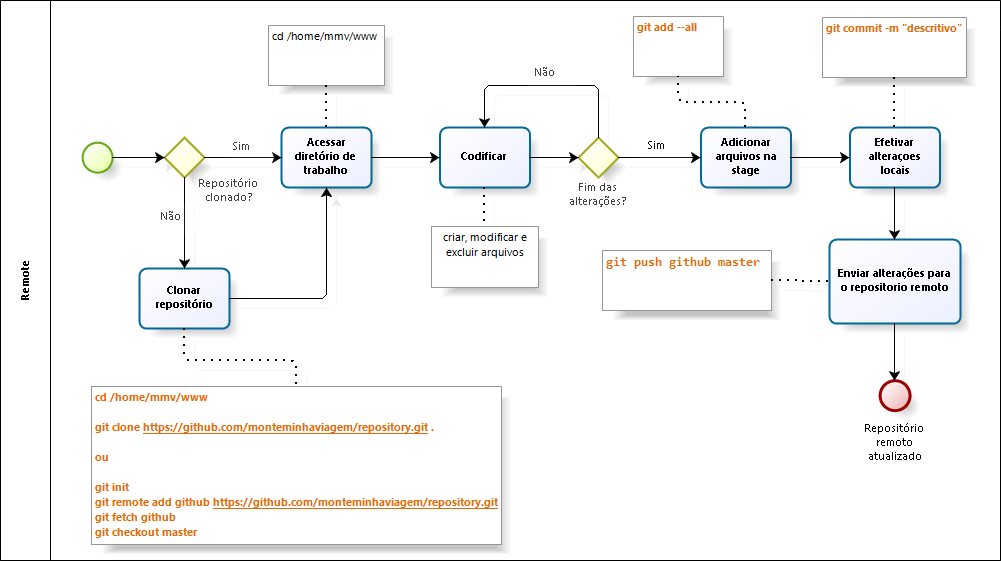 Remote
cd /home/mmv/www
git add --all
git commit -m "descritivo"
Não
Sim
Repositório
clonado?
Acessar
diretório de
trabalho
Codificar
Fim das
alterações?
Sim
Adicionar
arquivos na
stage
Efetivar
alteraçoes
locais
Não
criar, modificar e
excluir arquivos
git push github master
Enviar alterações para
o repositorio remoto
Clonar
repositório
Repositório
remoto
atualizado
cd /home/mmv/www
git clone https://github.com/monteminhaviagem/repository.git .
ou
git init
git remote add github https://github.com/monteminhaviagem/repository.git
git fetch github
git checkout master